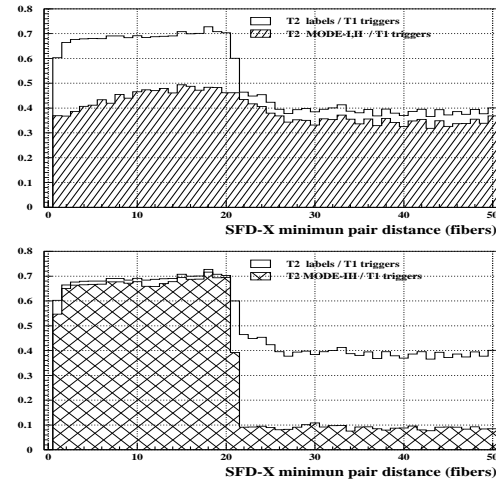 0.8
T2 labels / T1 triggers
0.7
T2 MODE-I,II / T1 triggers
0.6
0.5
0.4
0.3
0.2
0.1
0
0 10 20 30 40 50
SFD-X minimun pair distance (fibers)
0.8
T2 labels / T1 triggers
0.7
T2 MODE-III / T1 triggers
0.6
0.5
0.4
0.3
0.2
0.1
0
0 10 20 30 40 50
SFD-X minimun pair distance (fibers)